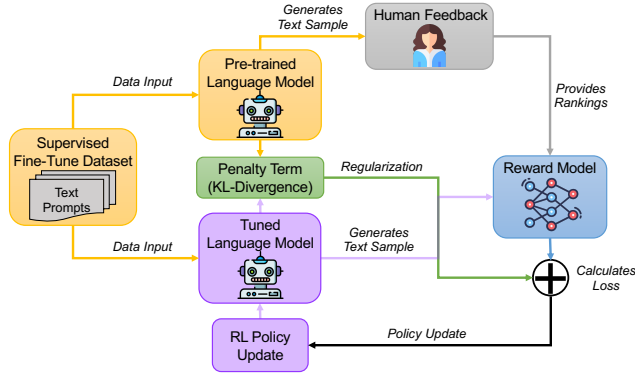 Generates
Text Sample
Human Feedback
Pre-trained
Language Model
Data Input
Provides
Rankings
Supervised
Fine-Tune Dataset
Text
Prompts
Penalty Term
(KL-Divergence)
Regularization
Reward Model
Tuned
Language Model
Data Input
Generates
Text Sample
Calculates
Loss
RL Policy
Update
Policy Update